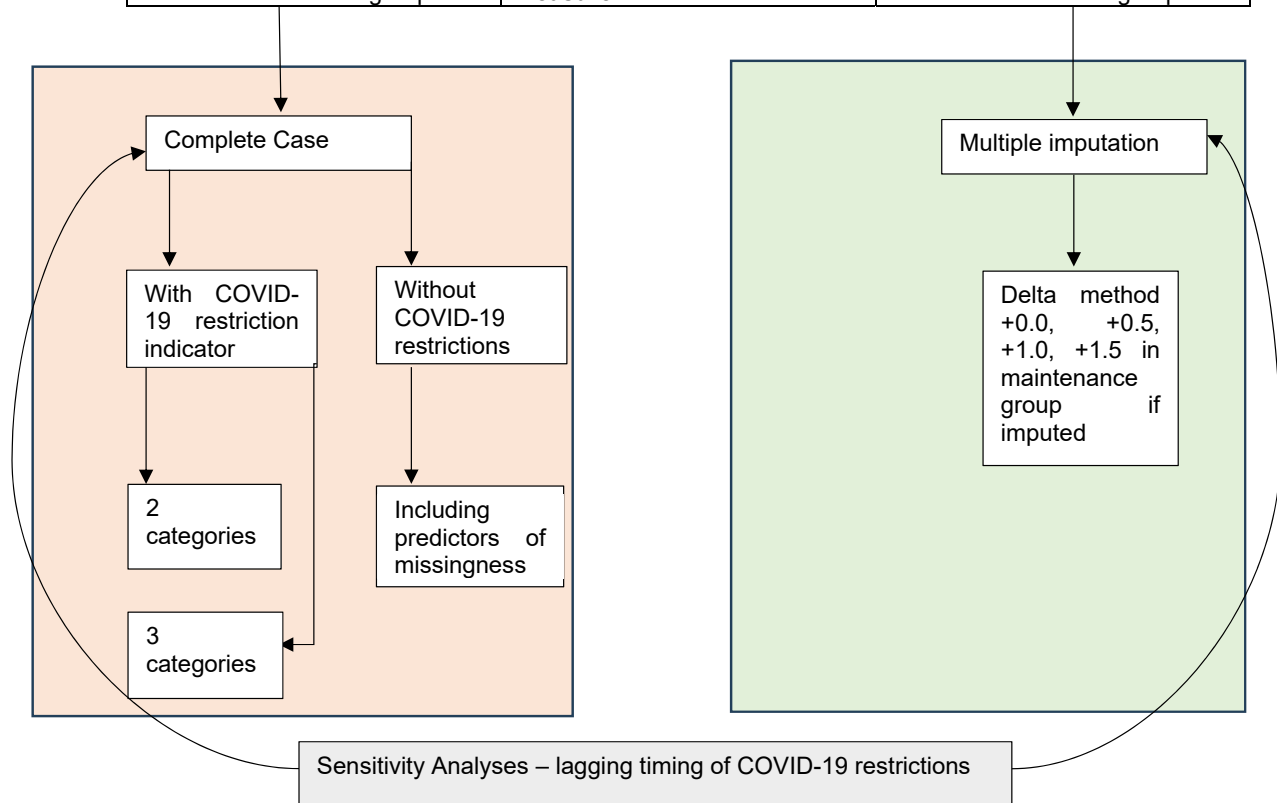 Complete Case
Multiple imputation
With COVID-
19 restriction
indicator
Without
COVID-19
restrictions
Delta method
+0.0, +0.5,
+1.0, +1.5 in
maintenance
group if
imputed
2
categories
Including
predictors of
missingness
3
categories
Sensitivity Analyses – lagging timing of COVID-19 restrictions